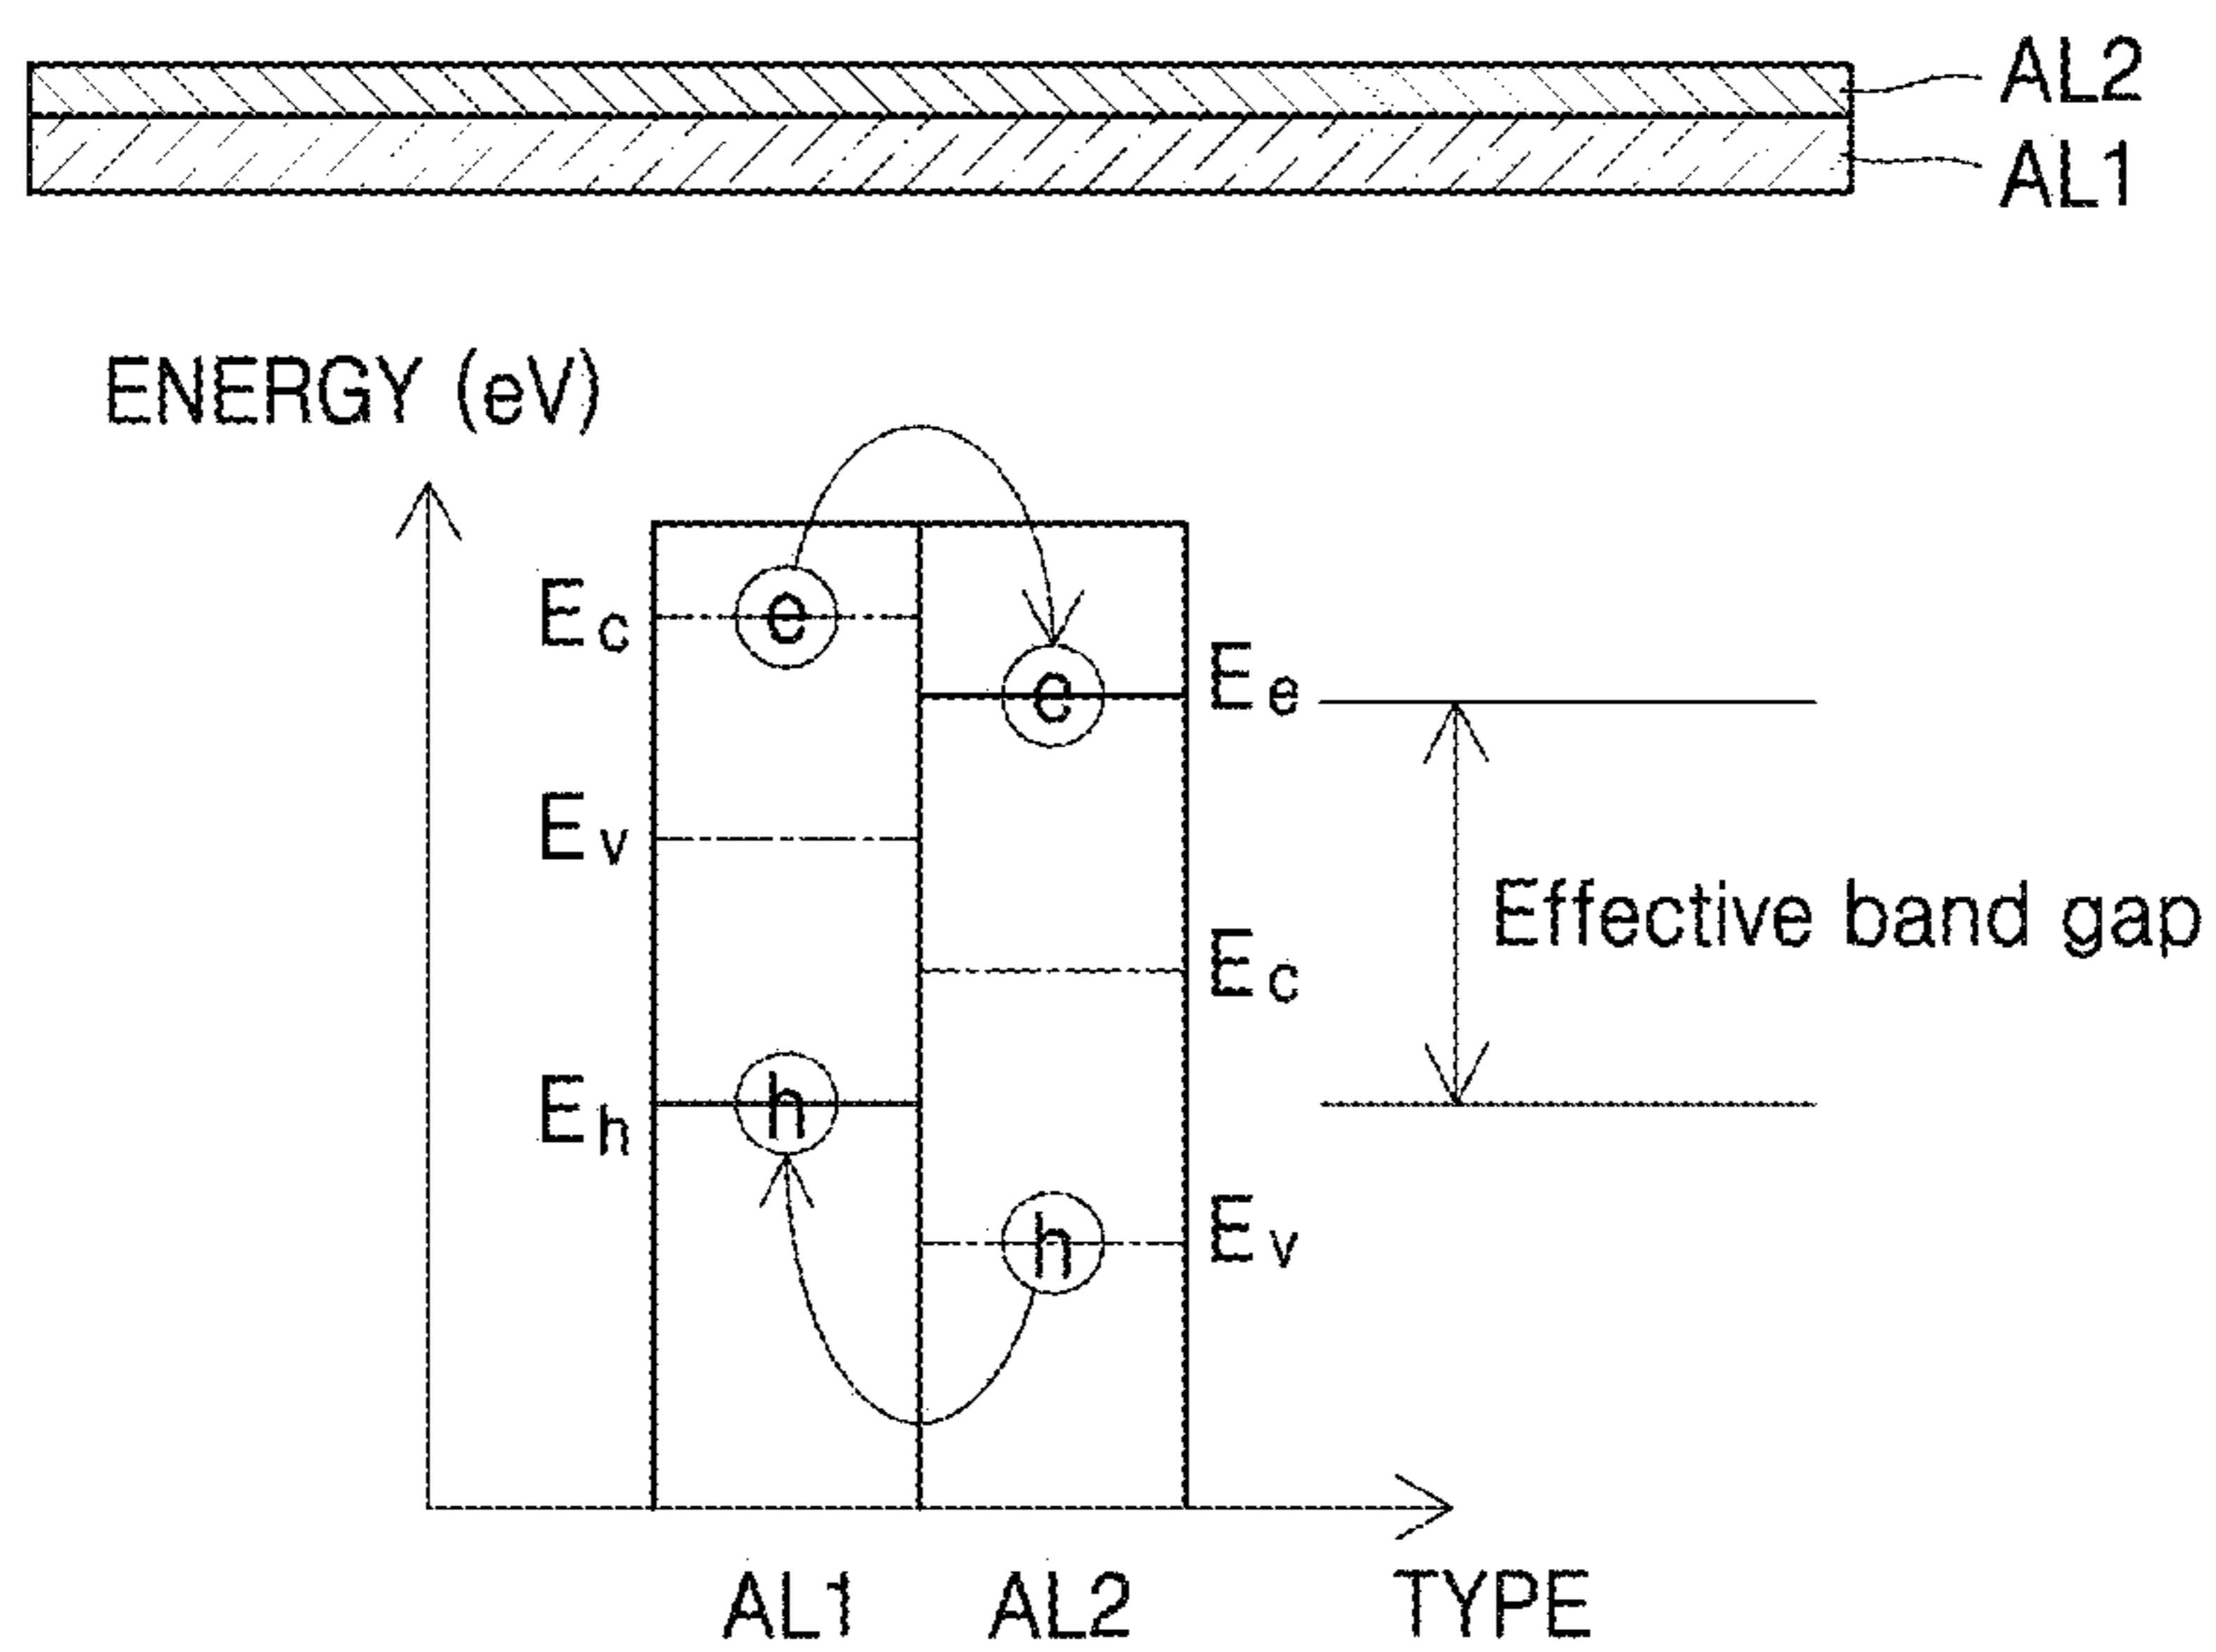 AL2
AL1
ENERGY (eV)
Ec
e
Ee
e
Ev
Effective band gap
Ec
Eh
h
Ev
h
AL1
AL2
TYPE